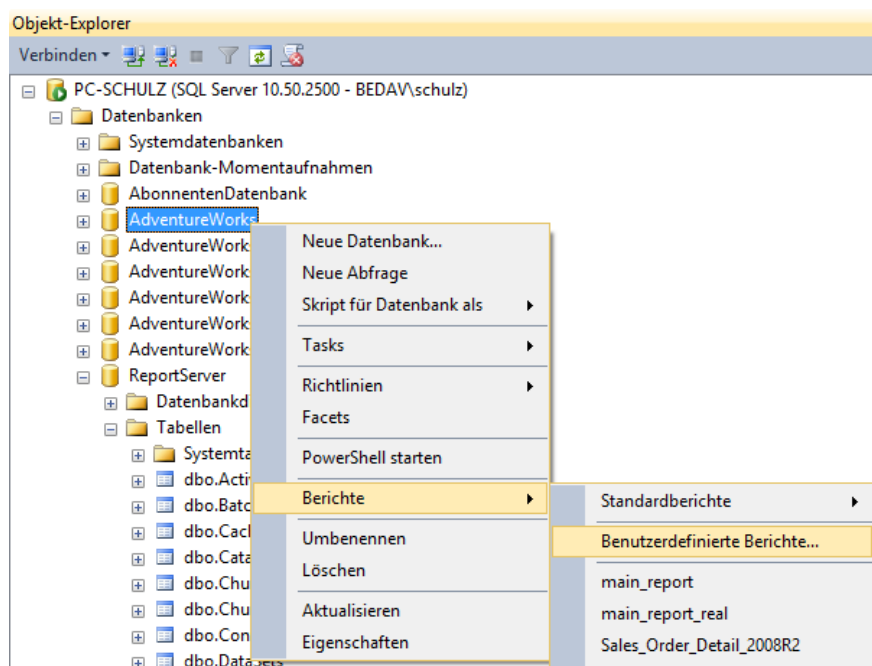 Objekt-Explorer
Verbinden
PC-SCHULZ (SQL Server 10.50.2500 - BEDAV\schulz)
Datenbanken
Systemdatenbanken
Datenbank-Momentaufnahmen
AbonnentenDatenbank
AdventureWorks
AdventureWork
AdventureWork
AdventureWork
AdventureWork
AdventureWork
ReportServer
Datenbankd
Tabellen
Systemta
dbo.Acti
dbo.Batc
dbo.Cac
dbo.Cata
dbo.Chu
dbo.Chu
dbo.Con
dbo.DataSets
Neue Datenbank...
Neue Abfrage
Skript für Datenbank als
Tasks
Richtlinien
Facets
PowerShell starten
Berichte
Umbenennen
Löschen
Aktualisieren
Eigenschaften
Standardberichte
Benutzerdefinierte Berichte...
main_report
main_report_real
Sales_Order_Detail_2008R2